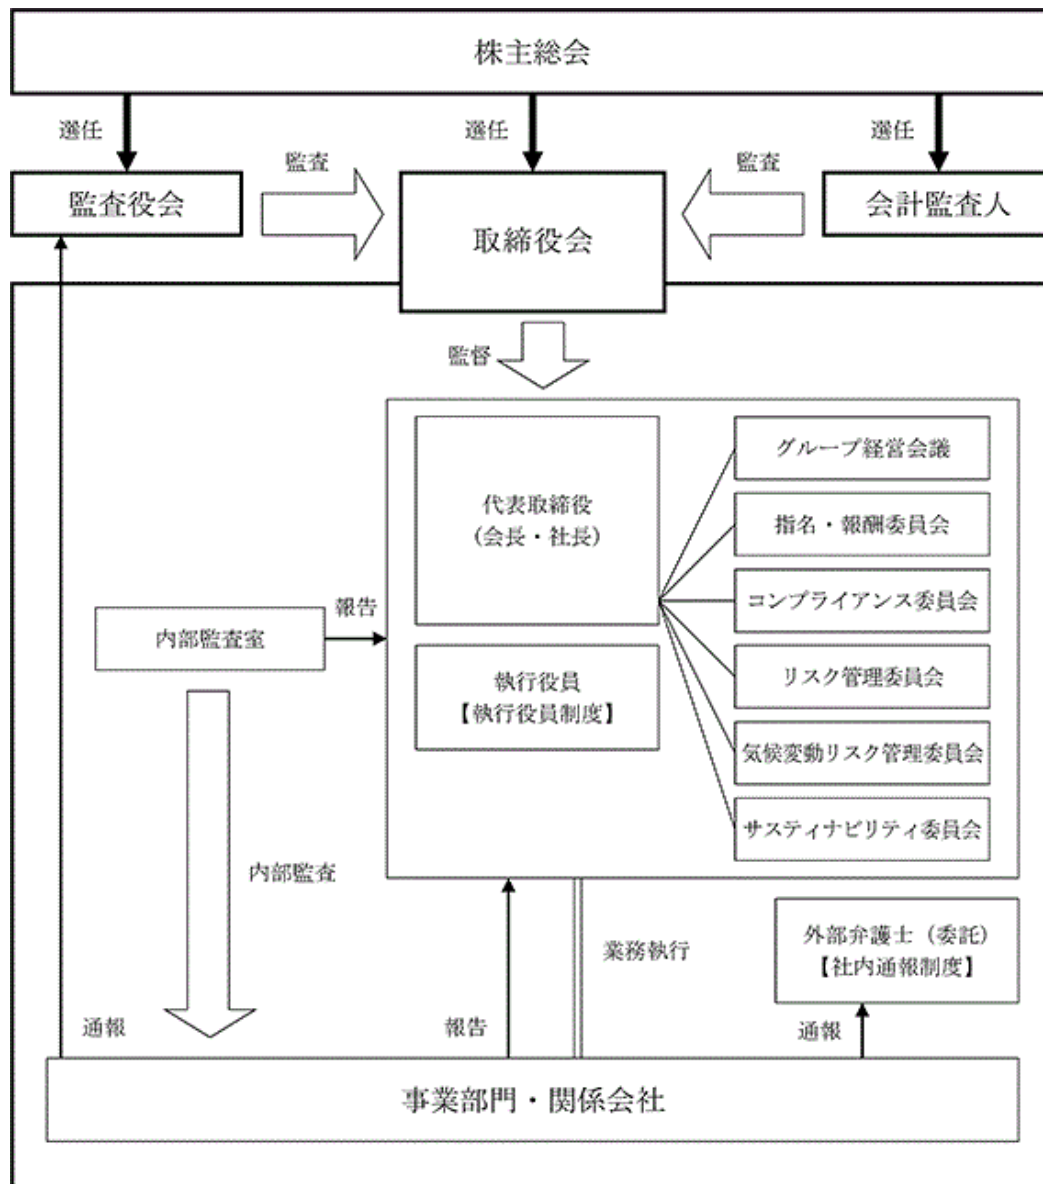 株主総会
選任
選任
選任
監査
監査
監査役会
取締役会
会計監査人
監督
代表取締役
(会長・社長)
グループ経営会議
指名・報酬委員会
コンプライアンス委員会
リスク管理委員会
気候変動リスク管理委員会
サスティナビリティ委員会
執行役員
【執行役員制度】
内部監査室
報告
内部監査
業務執行
外部弁護士(委託)
【社内通報制度】
通報
報告
通報
事業部門・関係会社